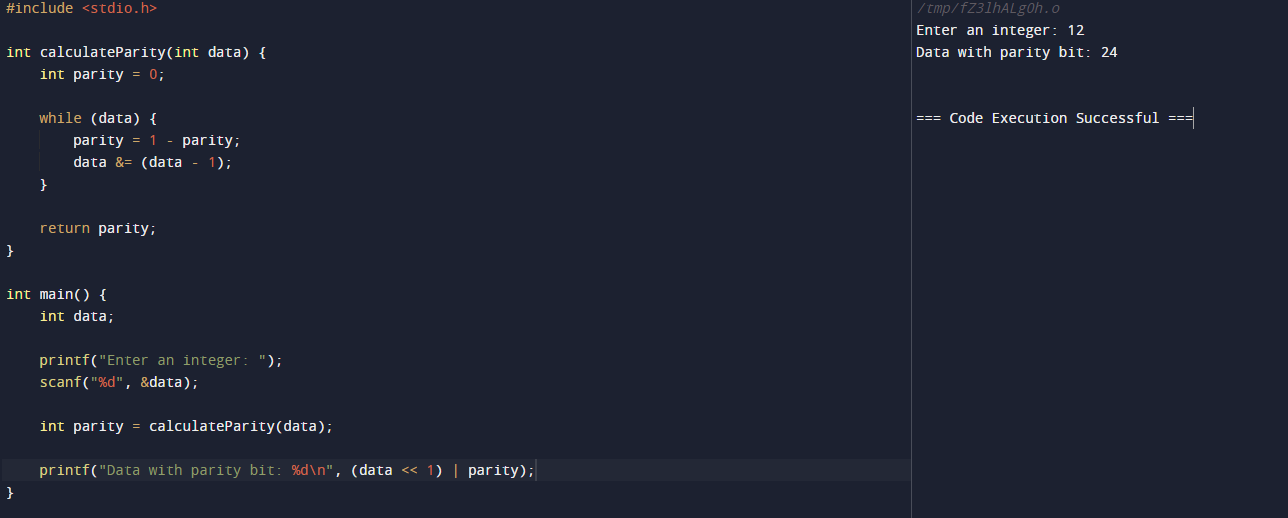 #include <stdio.h>
int calculateParity(int data) {
    int parity = 0;
    while (data) {
        parity = 1 - parity;
        data &= (data - 1);
    }
    return parity;
}
int main() {
    int data;
    printf("Enter an integer: ");
    scanf("%d", &data);
    int parity = calculateParity(data);
    printf("Data with parity bit: %d\n", (data << 1) | parity);
}
/tmp/fZ3lhALgOh.o
Enter an integer: 12
Data with parity bit: 24
=== Code Execution Successful ===